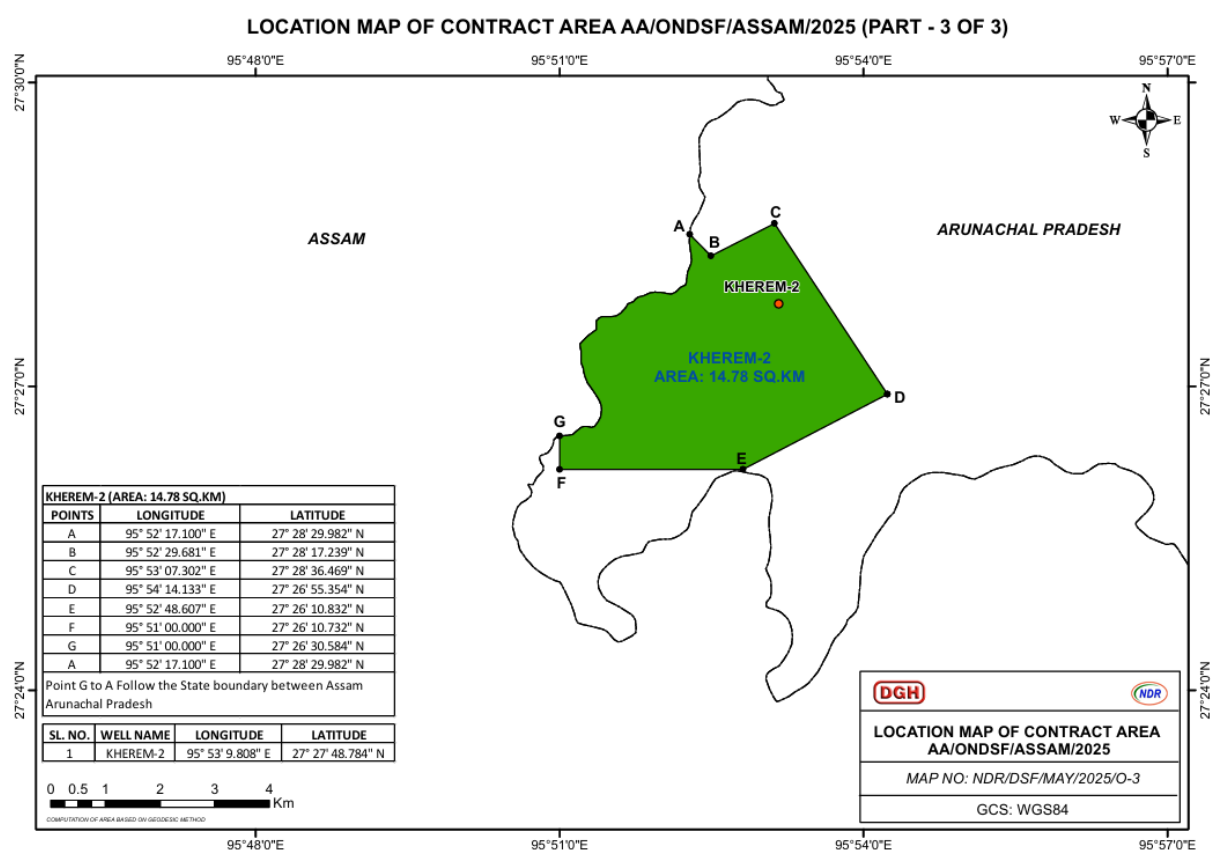 LOCATION MAP OF CONTRACT AREA AA/ONDSF/ASSAM/2025 (PART - 3 OF 3)
95°48'0"E 95°51'0"E 95°54'0"E 95°57'0"E
27°30'0"N
N
W E
S
C
A
B
ASSAM
ARUNACHAL PRADESH
KHEREM-2
KHEREM-2
AREA: 14.78 SQ.KM
27°27'0"N 27°27'0"N
D
G
E
F
KHEREM-2 (AREA: 14.78 SQ.KM)
POINTS LONGITUDE LATITUDE
A 95° 52' 17.100" E 27° 28' 29.982" N
B 95° 52' 29.681" E 27° 28' 17.239" N
C 95° 53' 07.302" E 27° 28' 36.469" N
D 95° 54' 14.133" E 27° 26' 55.354" N
E 95° 52' 48.607" E 27° 26' 10.832" N
F 95° 51' 00.000" E 27° 26' 10.732" N
G 95° 51' 00.000" E 27° 26' 30.584" N
A 95° 52' 17.100" E 27° 28' 29.982" N
Point G to A Follow the State boundary between Assam
Arunachal Pradesh
27°24'0"N 27°24'0"N
SL. NO. WELL NAME LONGITUDE LATITUDE
1 KHEREM-2 95° 53' 9.808" E 27° 27' 48.784" N
0 0.5 1 2 3 4
Km
COMPUTATION OF AREA BASED ON GEODESIC METHOD
DGH NDR
LOCATION MAP OF CONTRACT AREA
AA/ONDSF/ASSAM/2025
MAP NO: NDR/DSF/MAY/2025/O-3
GCS: WGS84
95°48'0"E 95°51'0"E 95°54'0"E 95°57'0"E